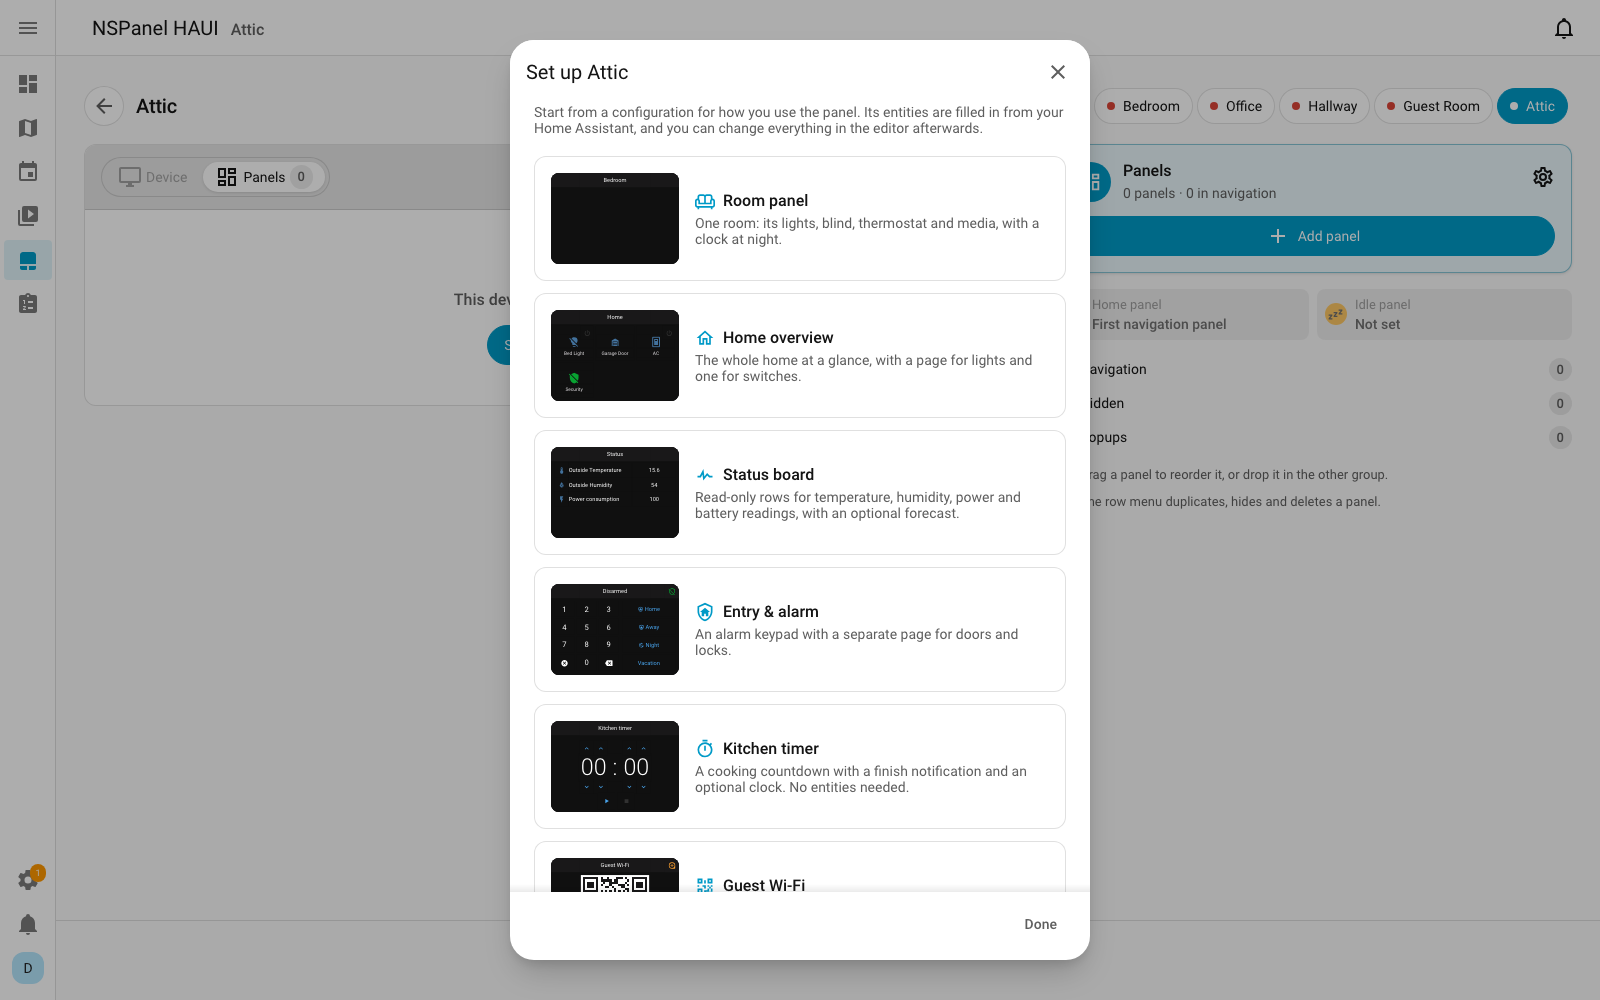 NSPanel HAUI Attic
Attic
Bedroom
Office
Hallway
Guest Room
Attic
Device
Panels 0
This dev
S
Panels
0 panels · 0 in navigation
Add panel
Home panel
First navigation panel
Idle panel
Not set
avigation 0
idden 0
opups 0
rag a panel to reorder it, or drop it in the other group.
he row menu duplicates, hides and deletes a panel.
1
D
Set up Attic
Start from a configuration for how you use the panel. Its entities are filled in from your
Home Assistant, and you can change everything in the editor afterwards.
Bedroom
Room panel
One room: its lights, blind, thermostat and media, with a
clock at night.
Home
Bed Light
Garage Door
AC
Security
Home overview
The whole home at a glance, with a page for lights and
one for switches.
Status
Outside Temperature 15.6
Outside Humidity 54
Power consumption 100
Status board
Read-only rows for temperature, humidity, power and
battery readings, with an optional forecast.
Disarmed
1 2 3 Home
4 5 6 Away
7 8 9 Night
0 Vacation
Entry & alarm
An alarm keypad with a separate page for doors and
locks.
Kitchen timer
00 : 00
Kitchen timer
A cooking countdown with a finish notification and an
optional clock. No entities needed.
Guest Wi-Fi
Guest Wi-Fi
Done